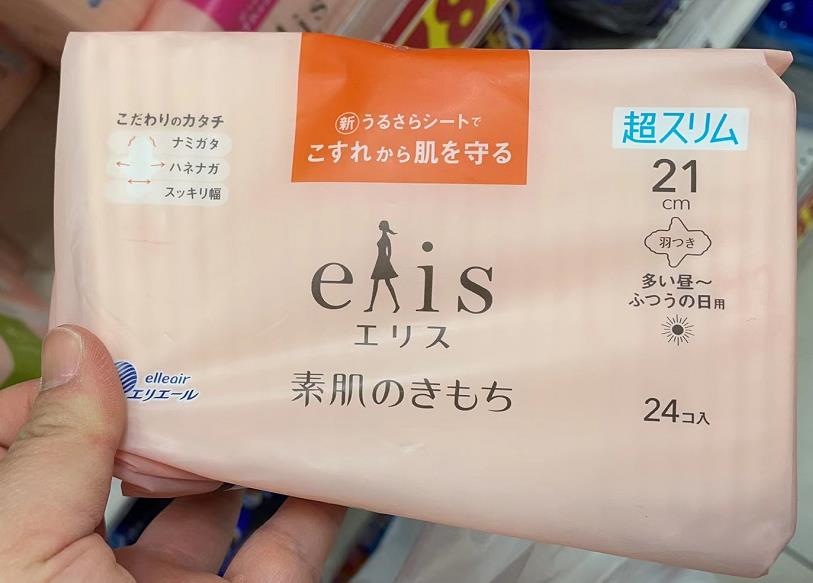 こだわりのカタチ
ナミガタ
ハネナガ
スッキリ幅
新うるさらシートで
こすれから肌を守る
超スリム
21
cm
羽つき
多い昼〜
ふつうの日用
elis
エリス
素肌のきもち
elleair
エリエール
24コ入